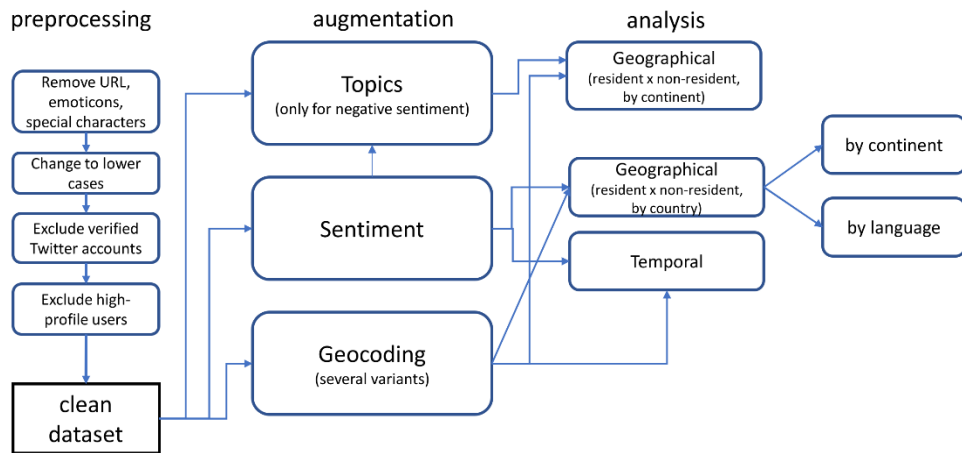 preprocessing
augmentation
analysis
Remove URL,
emoticons,
special characters
Change to lower
cases
Exclude verified
Twitter accounts
Exclude high-
profile users
clean
dataset
Topics
(only for negative sentiment)
Sentiment
Geocoding
(several variants)
Geographical
(resident x non-resident,
by continent)
Geographical
(resident x non-resident,
by country)
Temporal
by continent
by language